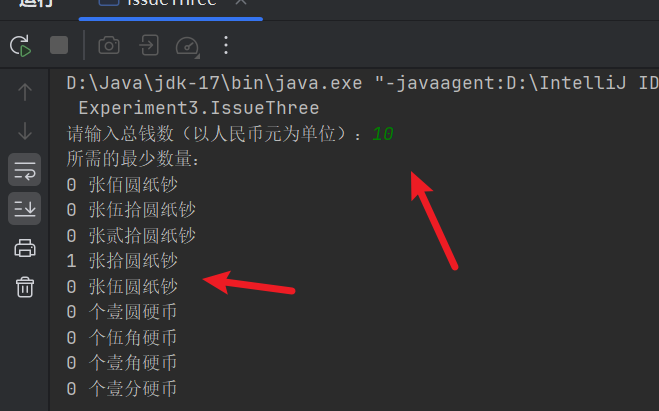 运行
IssueThree
D:\Java\jdk-17\bin\java.exe "-javaagent:D:\IntelliJ ID
Experiment3.IssueThree
请输入总钱数（以人民币元为单位）：10
所需的最少数量：
0 张佰圆纸钞
0 张伍拾圆纸钞
0 张贰拾圆纸钞
1 张拾圆纸钞
0 张伍圆纸钞
0 个壹圆硬币
0 个伍角硬币
0 个壹角硬币
0 个壹分硬币